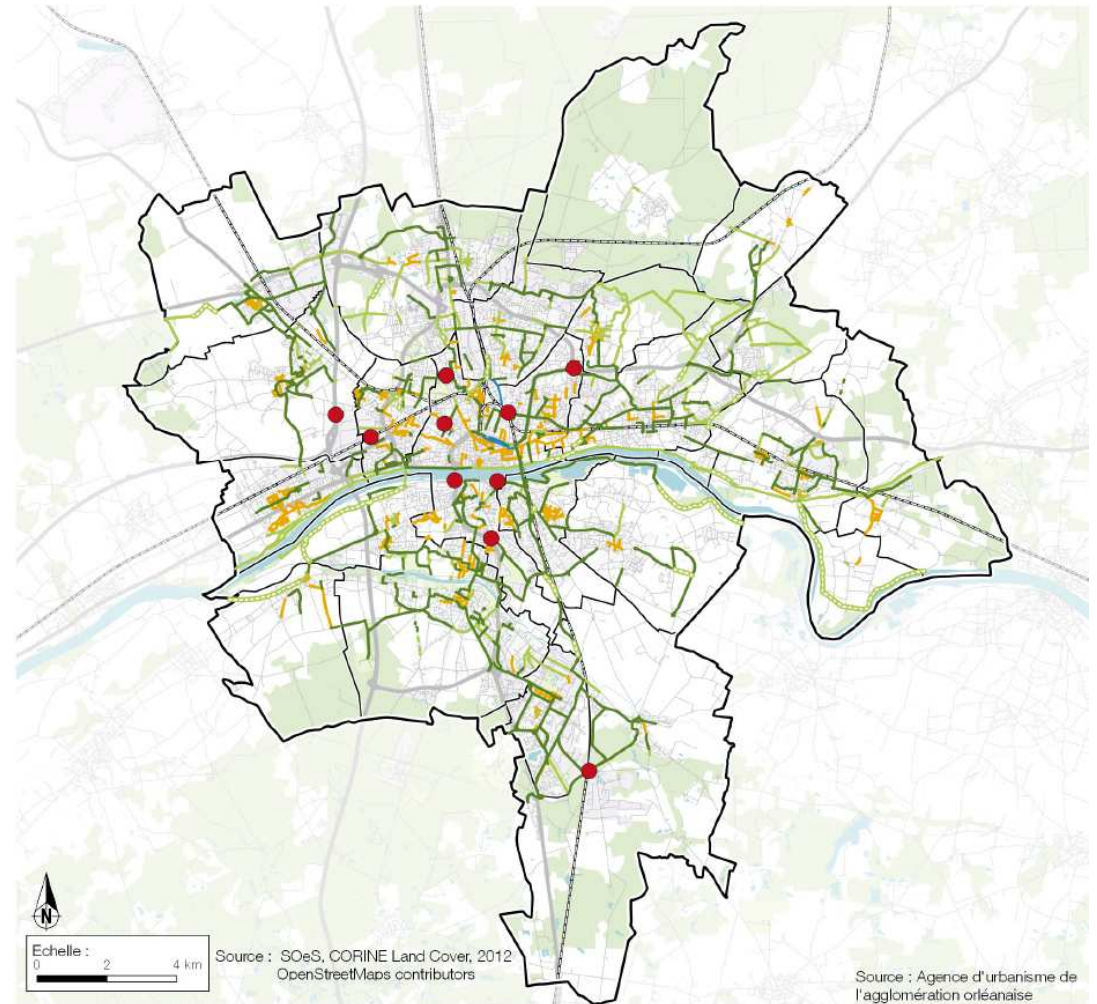 N
Echelle :
0 2 4 km
Source : SOeS, CORINE Land Cover, 2012
OpenStreetMaps contributors
Source : Agence d'urbanisme de
l'agglomération orléanaise